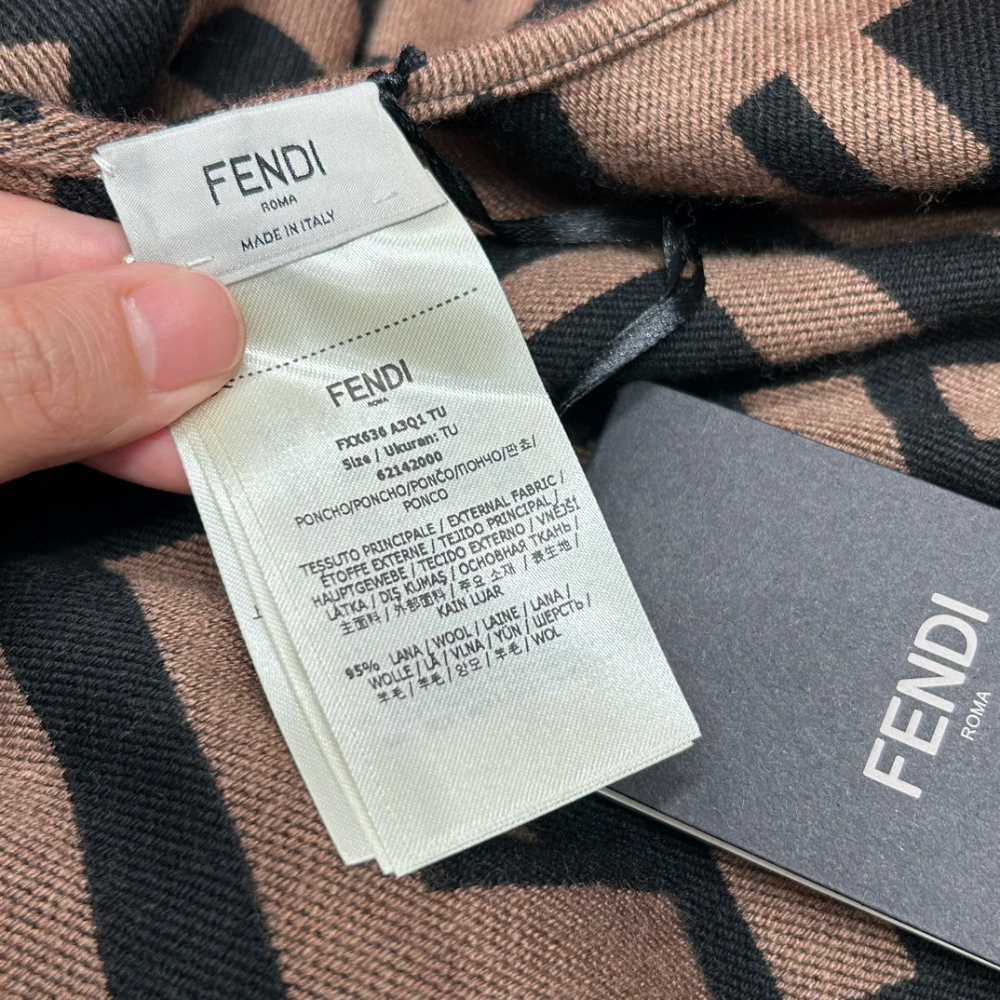 FENDI
ROMA
MADE IN ITALY
FENDI
ROMA
FXX636 A3Q1 TU
Size / Ukuran: TU
62142000
PONCHO/PONCHO/PONČO/ПОНЧО/판쵸/
PONCO
TESSUTO PRINCIPALE / EXTERNAL FABRIC /
ÉTOFFE EXTERNE / TEJIDO PRINCIPAL /
HAUPTGEWEBE / TECIDO EXTERNO / VNĚJŠÍ
LÁTKA / DIŞ KUMAŞ / ОСНОВНАЯ ТКАНЬ /
主面料 / 外部面料 / 주요 소재 / 表生地 /
KAIN LUAR
95% LANA / WOOL / LAINE / LANA /
WOLLE / LÃ / VLNA / YÜN / ШЕРСТЬ /
羊毛 / 羊毛 / 양모 / 羊毛 / WOL
FENDI
ROMA